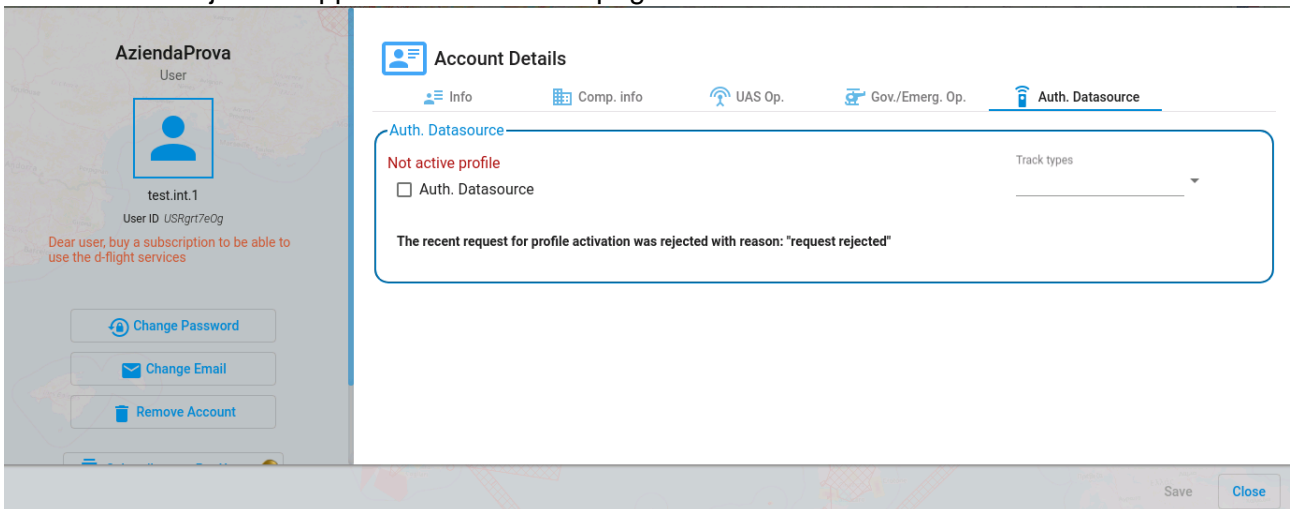 AziendaProva
User
test.int.1
User ID USRgrt7eOg
Dear user, buy a subscription to be able to
use the d-flight services
Change Password
Change Email
Remove Account
Account Details
Info
Comp. info
UAS Op.
Gov./Emerg. Op.
Auth. Datasource
Auth. Datasource
Not active profile
Track types
Auth. Datasource
The recent request for profile activation was rejected with reason: "request rejected"
Save
Close